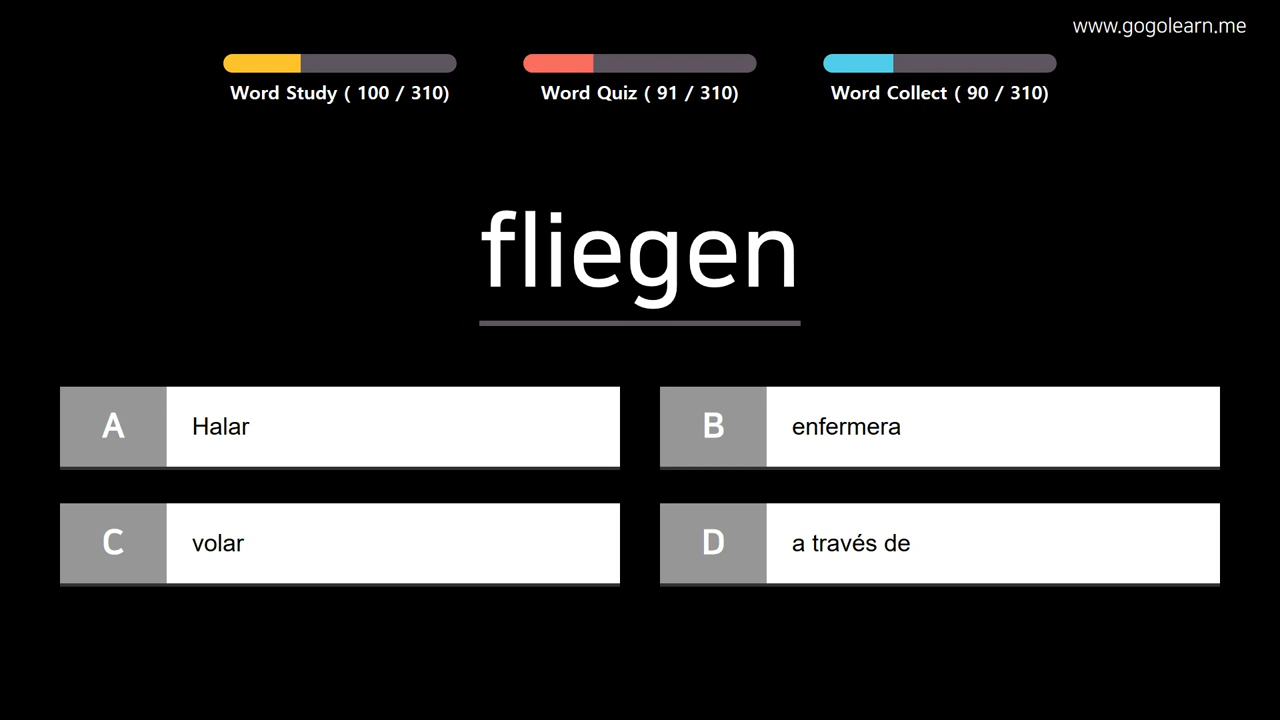 www.gogolearn.me
Word Study ( 100 / 310)
Word Quiz ( 91 / 310)
Word Collect ( 90 / 310)
fliegen
A Halar
B enfermera
C volar
D a través de